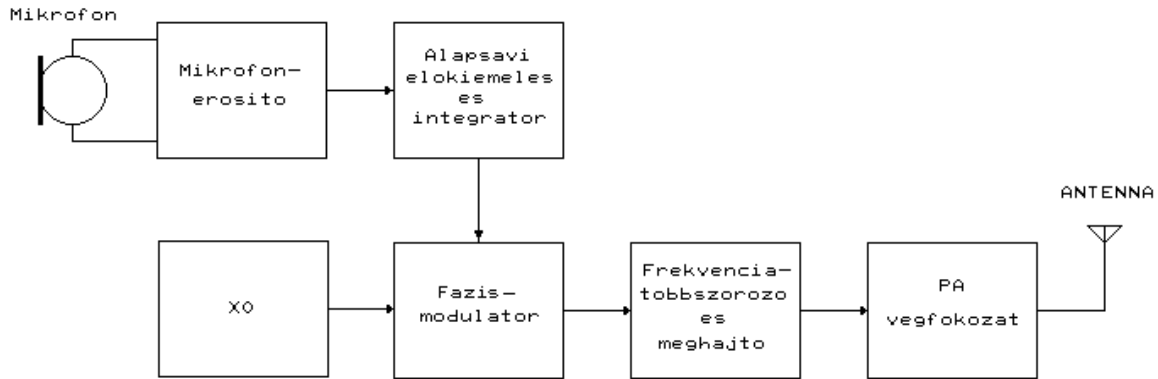 Mikrofon
Mikrofon-
erosito
Alapsavi
elokiemeles
es
integrator
ANTENNA
XO
Fazis-
modulator
Frekvencia-
tobbszorozo
es
meghajto
PA
vegfokozat